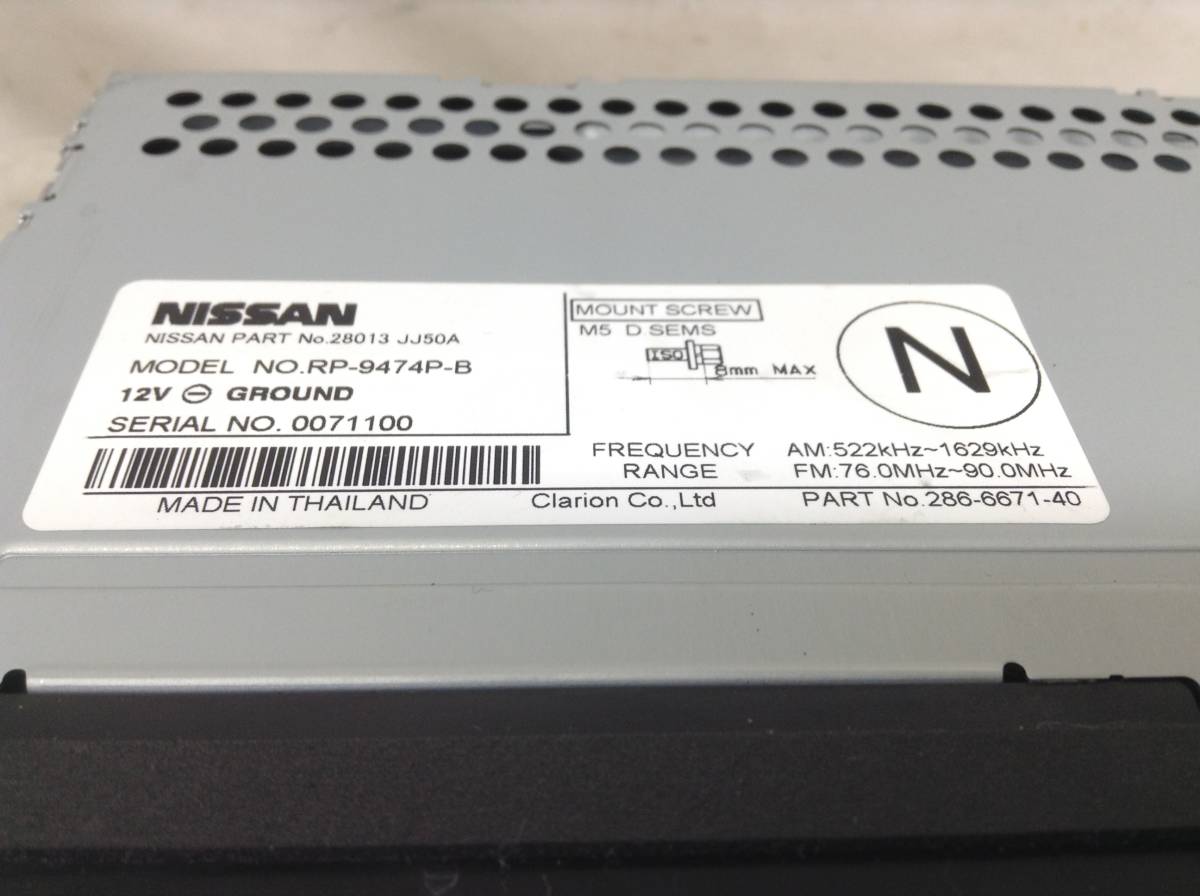 NISSAN
NISSAN PART No.28013 JJ50A
MODEL NO.RP-9474P-B
12V ⊖ GROUND
SERIAL NO. 0071100
MOUNT SCREW
M5 D SEMS
ISO
8mm MAX
N
FREQUENCY RANGE
AM:522kHz~1629kHz
FM:76.0MHz~90.0MHz
MADE IN THAILAND
Clarion Co.,Ltd
PART No.286-6671-40